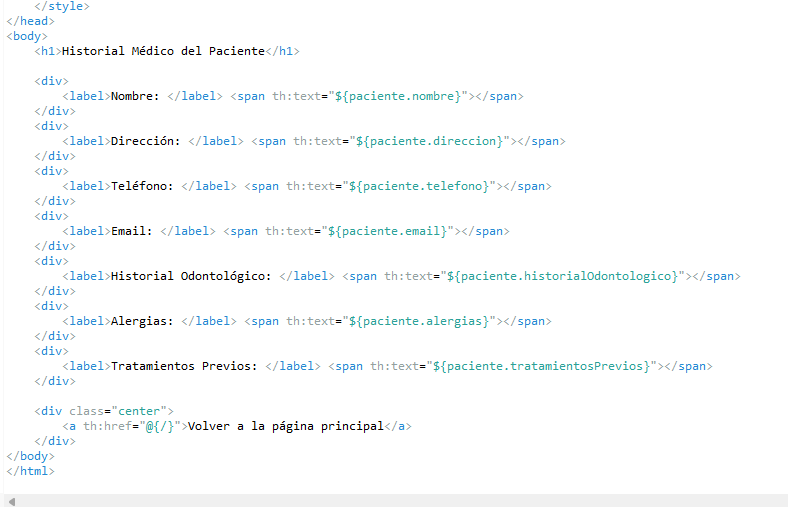 </style>
</head>
<body>
<h1>Historial Médico del Paciente</h1>
<div>
<label>Nombre: </label> <span th:text="${paciente.nombre}"></span>
</div>
<div>
<label>Dirección: </label> <span th:text="${paciente.direccion}"></span>
</div>
<div>
<label>Teléfono: </label> <span th:text="${paciente.telefono}"></span>
</div>
<div>
<label>Email: </label> <span th:text="${paciente.email}"></span>
</div>
<div>
<label>Historial Odontológico: </label> <span th:text="${paciente.historialOdontologico}"></span>
</div>
<div>
<label>Alergias: </label> <span th:text="${paciente.alergias}"></span>
</div>
<div>
<label>Tratamientos Previos: </label> <span th:text="${paciente.tratamientosPrevios}"></span>
</div>
<div class="center">
<a th:href="@{/}">Volver a la página principal</a>
</div>
</body>
</html>